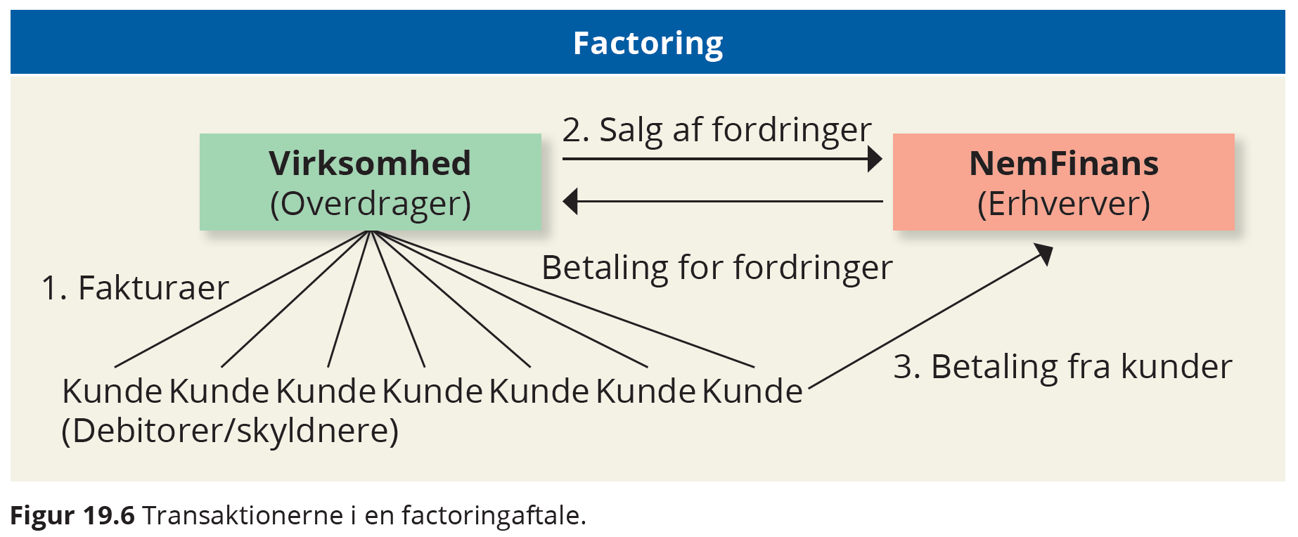 Factoring
2. Salg af fordringer
Virksomhed
(Overdrager)
NemFinans
(Erhverver)
Betaling for fordringer
1. Fakturaer
3. Betaling fra kunder
Kunde Kunde Kunde Kunde Kunde Kunde Kunde
(Debitorer/skyldnere)
Figur 19.6 Transaktionerne i en factoringaftale.